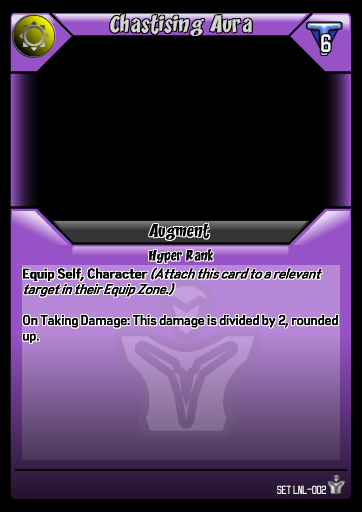 Chastising Aura
6
Augment
Hyper Rank
Equip Self, Character (Attach this card to a relevant
target in their Equip Zone.)
On Taking Damage: This damage is divided by 2, rounded
up.
SET LNL-002